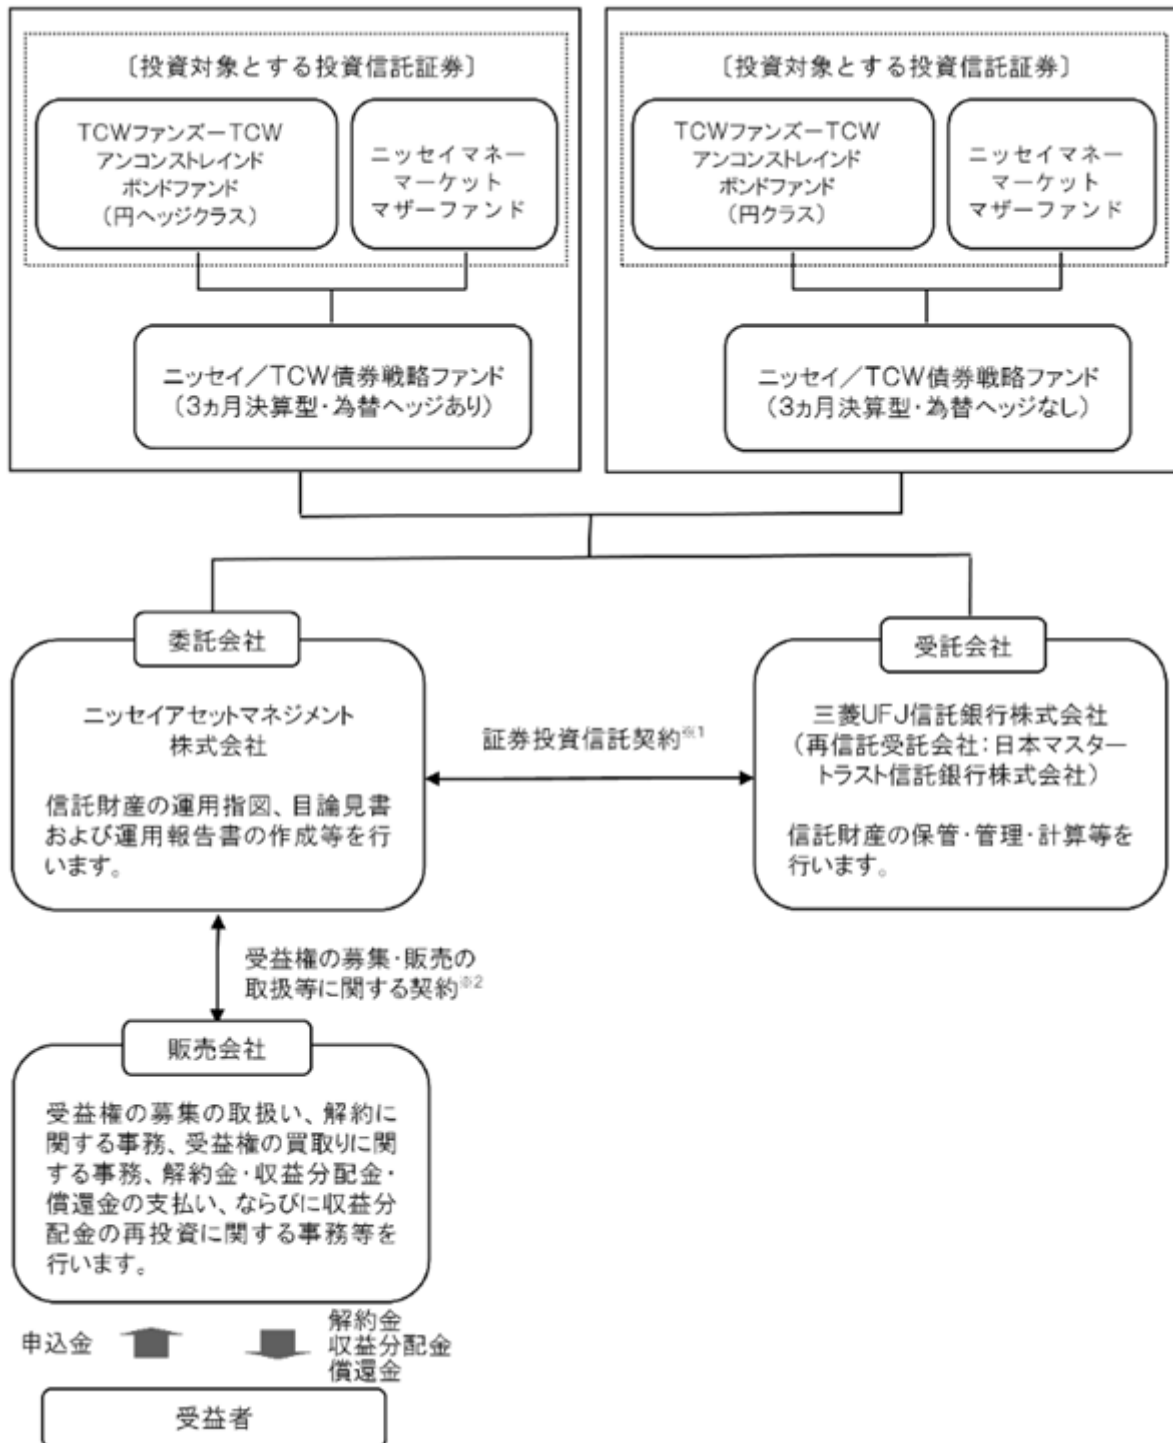 〔投資対象とする投資信託証券〕
TCWファンズーTCW
アンコンストレインド
ボンドファンド
（円ヘッジクラス）
ニッセイマネー
マーケット
マザーファンド
ニッセイ／TCW債券戦略ファンド
（3ヵ月決算型・為替ヘッジあり）
〔投資対象とする投資信託証券〕
TCWファンズーTCW
アンコンストレインド
ボンドファンド
（円クラス）
ニッセイマネー
マーケット
マザーファンド
ニッセイ／TCW債券戦略ファンド
（3ヵ月決算型・為替ヘッジなし）
委託会社
ニッセイアセットマネジメント
株式会社
信託財産の運用指図、目論見書
および運用報告書の作成等を行
います。
証券投資信託契約※1
受託会社
三菱UFJ信託銀行株式会社
（再信託受託会社：日本マスター
トラスト信託銀行株式会社）
信託財産の保管・管理・計算等を
行います。
受益権の募集・販売の
取扱等に関する契約※2
販売会社
受益権の募集の取扱い、解約に
関する事務、受益権の買取りに関
する事務、解約金・収益分配金・
償還金の支払い、ならびに収益分
配金の再投資に関する事務等を
行います。
申込金
解約金
収益分配金
償還金
受益者